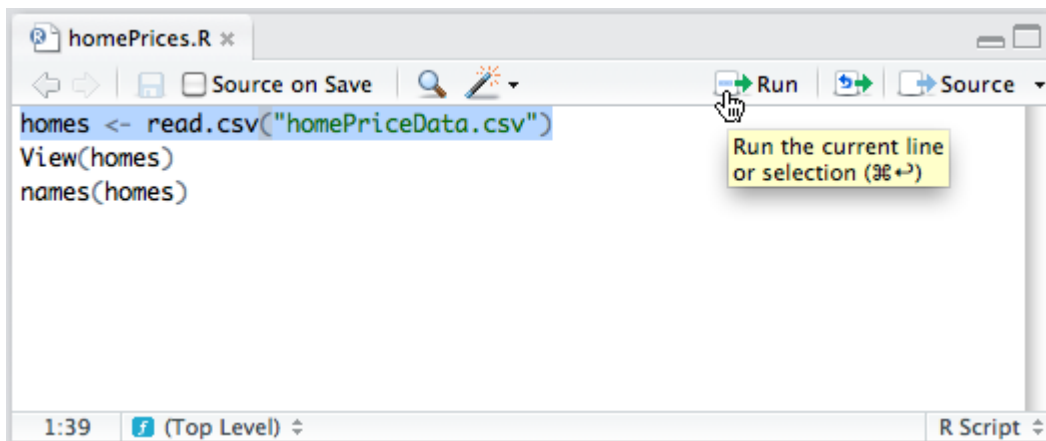 homePrices.R
Source on Save Run Source
homes <- read.csv("homePriceData.csv")
View(homes)
names(homes)
Run the current line
or selection (⌘↩)
1:39 (Top Level) R Script